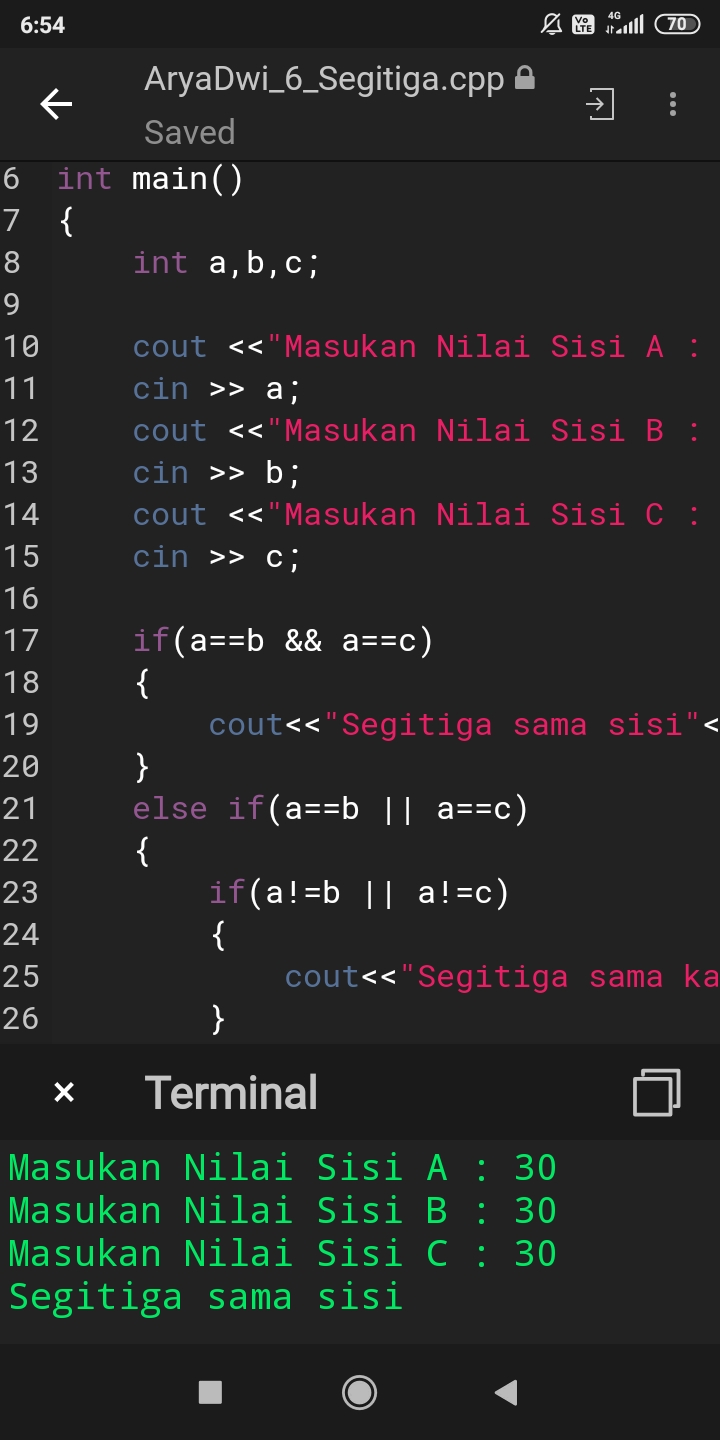 6:54 Vo LTE 4G 70
AryaDwi_6_Segitiga.cpp
Saved
6 int main()
7 {
8 int a,b,c;
9
10 cout <<"Masukan Nilai Sisi A :
11 cin >> a;
12 cout <<"Masukan Nilai Sisi B :
13 cin >> b;
14 cout <<"Masukan Nilai Sisi C :
15 cin >> c;
16
17 if(a==b && a==c)
18 {
19 cout<<"Segitiga sama sisi"<
20 }
21 else if(a==b || a==c)
22 {
23 if(a!=b || a!=c)
24 {
25 cout<<"Segitiga sama ka
26 }
× Terminal
Masukan Nilai Sisi A : 30
Masukan Nilai Sisi B : 30
Masukan Nilai Sisi C : 30
Segitiga sama sisi